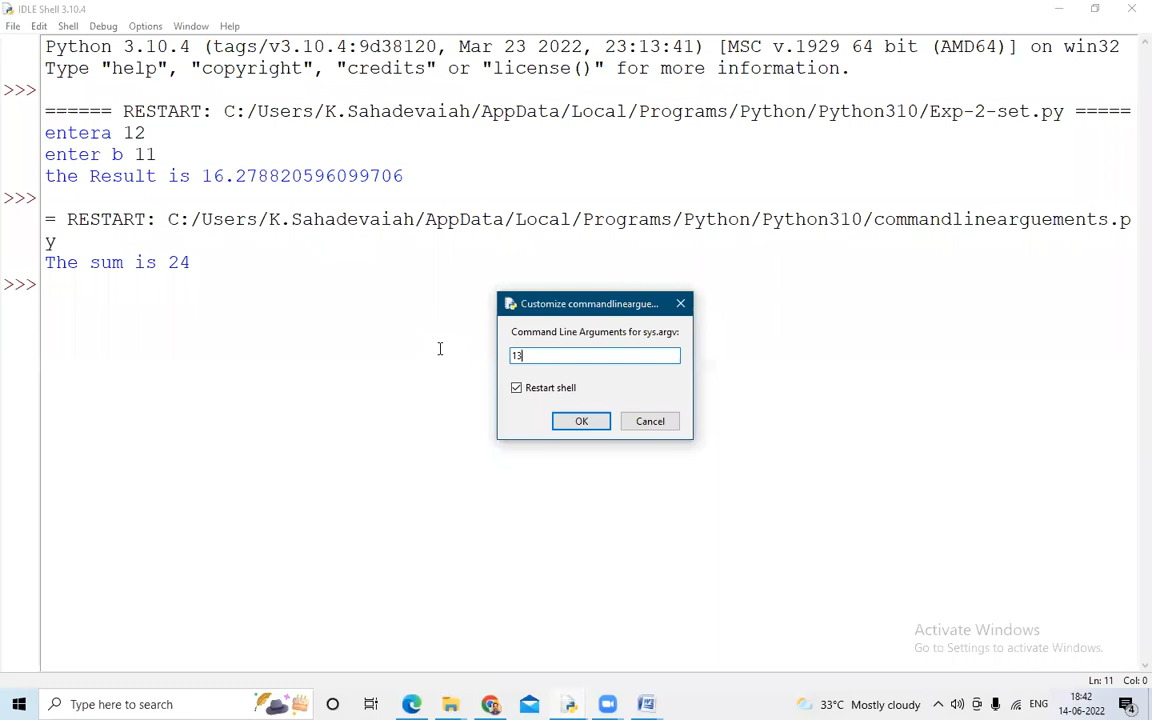 IDLE Shell 3.10.4
File Edit Shell Debug Options Window Help
Python 3.10.4 (tags/v3.10.4:9d38120, Mar 23 2022, 23:13:41) [MSC v.1929 64 bit (AMD64)] on win32
Type "help", "copyright", "credits" or "license()" for more information.
>>>
====== RESTART: C:/Users/K.Sahadevaiah/AppData/Local/Programs/Python/Python310/Exp-2-set.py =====
entera 12
enter b 11
the Result is 16.278820596099706
>>>
= RESTART: C:/Users/K.Sahadevaiah/AppData/Local/Programs/Python/Python310/commandlinearguements.p
y
The sum is 24
>>>
Customize commandlineargue...
Command Line Arguments for sys.argv:
13
Restart shell
OK Cancel
Activate Windows
Go to Settings to activate Windows.
Ln: 11 Col: 0
Type here to search
33°C Mostly cloudy
ENG
18:42
14-06-2022
4